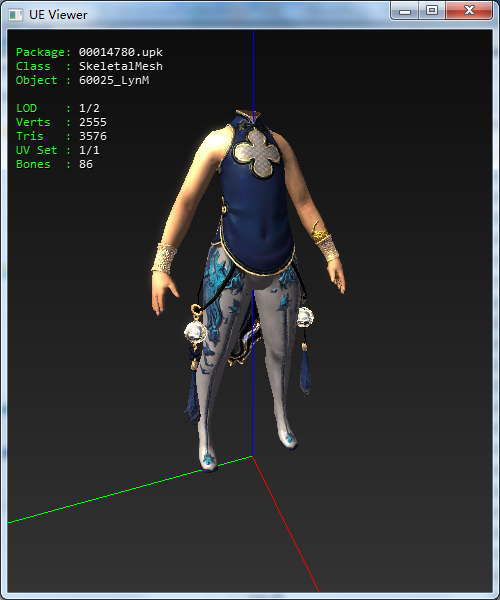 UE Viewer
Package: 00014780.upk
Class  : SkeletalMesh
Object : 60025_LynM
LOD    : 1/2
Verts  : 2555
Tris   : 3576
UV Set : 1/1
Bones  : 86